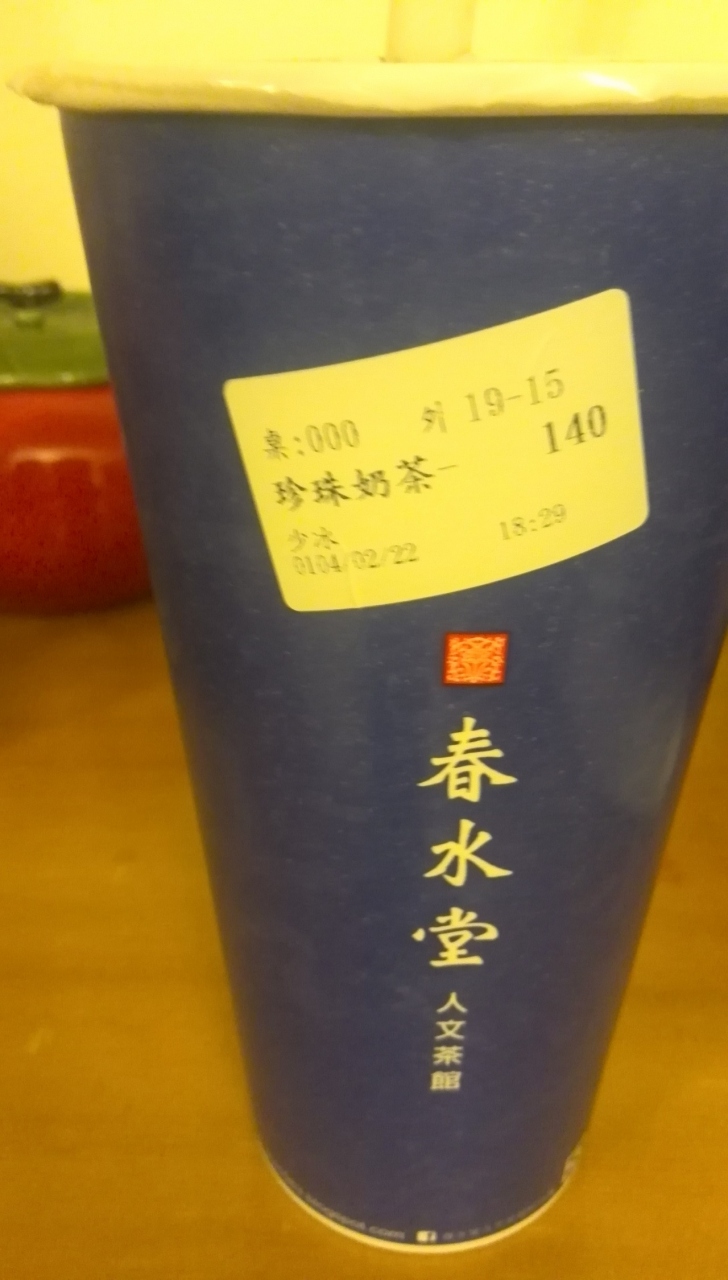 桌:000 外 19-15
珍珠奶茶- 140
少冰
0104/02/22 18:29
春水堂
人文茶館